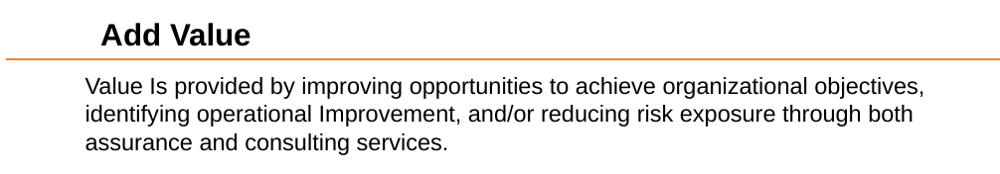 Add Value
Value Is provided by improving opportunities to achieve organizational objectives,
identifying operational Improvement, and/or reducing risk exposure through both
assurance and consulting services.